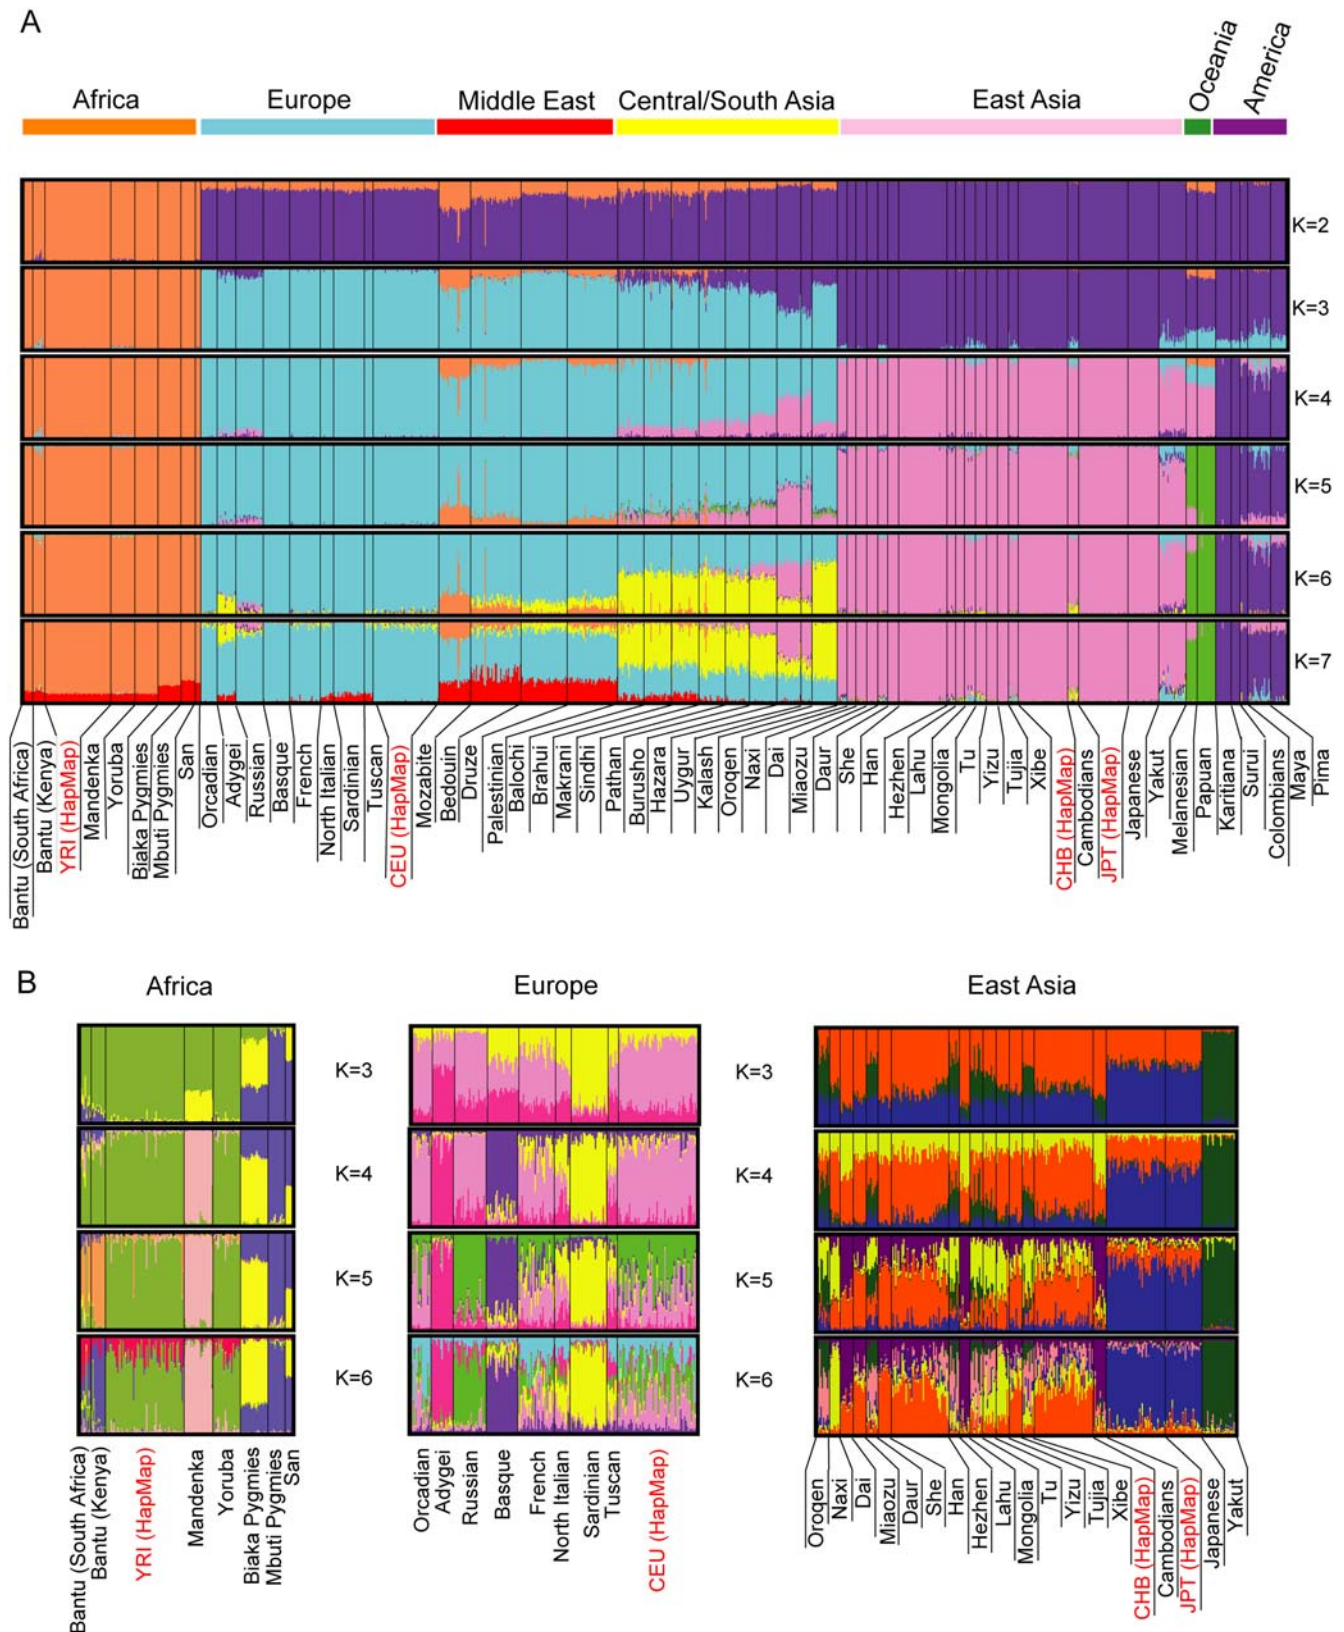 A
Africa
Europe
Middle East
Central/South Asia
East Asia
Oceania
America
K=2
K=3
K=4
K=5
K=6
K=7
Bantu (South Africa)
Bantu (Kenya)
YRI (HapMap)
Mandenka
Yoruba
Biaka Pygmies
Mbuti Pygmies
San
Orcadian
Adygei
Russian
Basque
French
North Italian
Sardinian
Tuscan
CEU (HapMap)
Mozabite
Bedouin
Druze
Palestinian
Balochi
Brahui
Makrani
Sindhi
Pathan
Burusho
Hazara
Uygur
Kalash
Oroqen
Naxi
Dai
Miaozu
Daur
She
Han
Hezhen
Lahu
Mongolia
Tu
Yizu
Tujia
Xibe
CHB (HapMap)
Cambodians
JPT (HapMap)
Japanese
Yakut
Melanesian
Papuan
Karitiana
Surui
Colombians
Maya
Pima
B
Africa
Europe
East Asia
K=3
K=3
K=4
K=4
K=5
K=5
K=6
K=6
Bantu (South Africa)
Bantu (Kenya)
YRI (HapMap)
Mandenka
Yoruba
Biaka Pygmies
Mbuti Pygmies
San
Orcadian
Adygei
Russian
Basque
French
North Italian
Sardinian
Tuscan
CEU (HapMap)
Oroqen
Naxi
Dai
Miaozu
Daur
She
Han
Hezhen
Lahu
Mongolia
Tu
Yizu
Tujia
Xibe
CHB (HapMap)
Cambodians
JPT (HapMap)
Japanese
Yakut